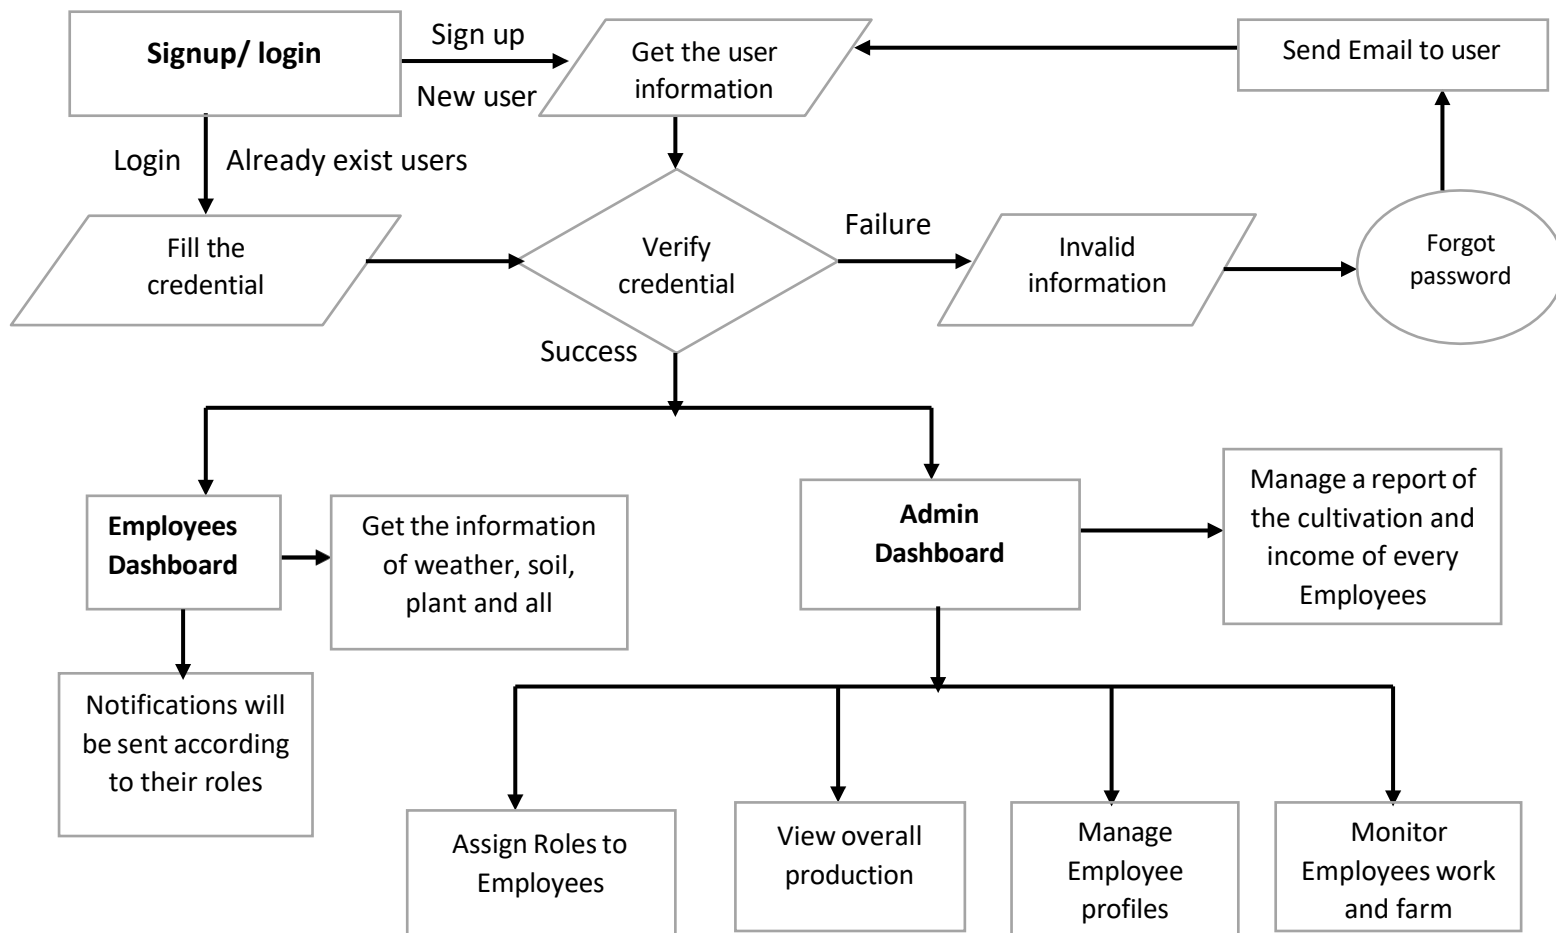 Signup/ login
Sign up
New user
Get the user
information
Send Email to user
Login
Already exist users
Fill the
credential
Verify
credential
Failure
Invalid
information
Forgot
password
Success
Employees
Dashboard
Get the information
of weather, soil,
plant and all
Admin
Dashboard
Manage a report of
the cultivation and
income of every
Employees
Notifications will
be sent according
to their roles
Assign Roles to
Employees
View overall
production
Manage
Employee
profiles
Monitor
Employees work
and farm